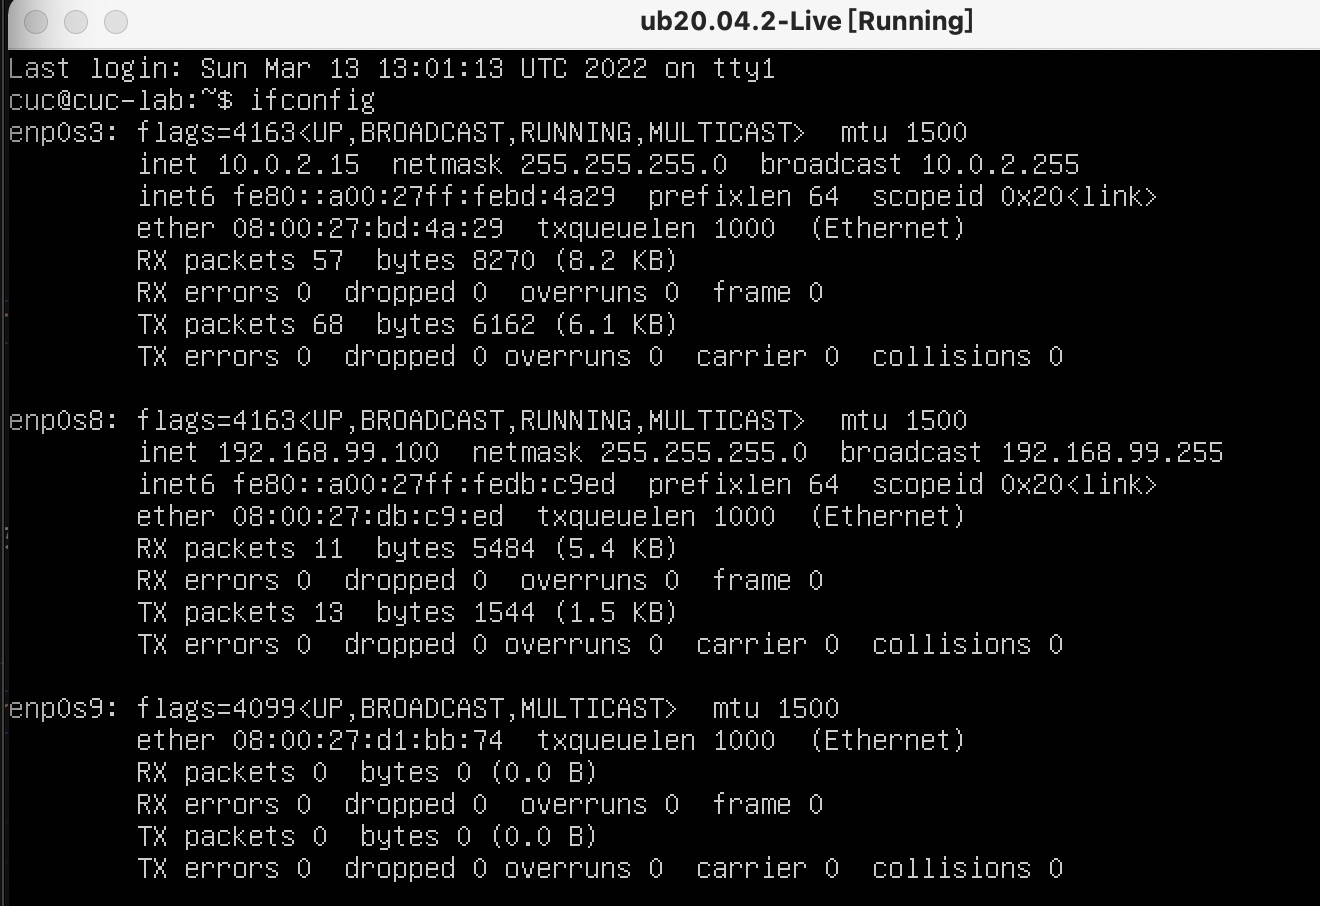 ub20.04.2-Live [Running]
Last login: Sun Mar 13 13:01:13 UTC 2022 on tty1
cuc@cuc-lab:~$ ifconfig
enp0s3: flags=4163<UP,BROADCAST,RUNNING,MULTICAST>  mtu 1500
        inet 10.0.2.15  netmask 255.255.255.0  broadcast 10.0.2.255
        inet6 fe80::a00:27ff:febd:4a29  prefixlen 64  scopeid 0x20<link>
        ether 08:00:27:bd:4a:29  txqueuelen 1000  (Ethernet)
        RX packets 57  bytes 8270 (8.2 KB)
        RX errors 0  dropped 0  overruns 0  frame 0
        TX packets 68  bytes 6162 (6.1 KB)
        TX errors 0  dropped 0 overruns 0  carrier 0  collisions 0

enp0s8: flags=4163<UP,BROADCAST,RUNNING,MULTICAST>  mtu 1500
        inet 192.168.99.100  netmask 255.255.255.0  broadcast 192.168.99.255
        inet6 fe80::a00:27ff:fedb:c9ed  prefixlen 64  scopeid 0x20<link>
        ether 08:00:27:db:c9:ed  txqueuelen 1000  (Ethernet)
        RX packets 11  bytes 5484 (5.4 KB)
        RX errors 0  dropped 0  overruns 0  frame 0
        TX packets 13  bytes 1544 (1.5 KB)
        TX errors 0  dropped 0 overruns 0  carrier 0  collisions 0

enp0s9: flags=4099<UP,BROADCAST,MULTICAST>  mtu 1500
        ether 08:00:27:d1:bb:74  txqueuelen 1000  (Ethernet)
        RX packets 0  bytes 0 (0.0 B)
        RX errors 0  dropped 0  overruns 0  frame 0
        TX packets 0  bytes 0 (0.0 B)
        TX errors 0  dropped 0 overruns 0  carrier 0  collisions 0